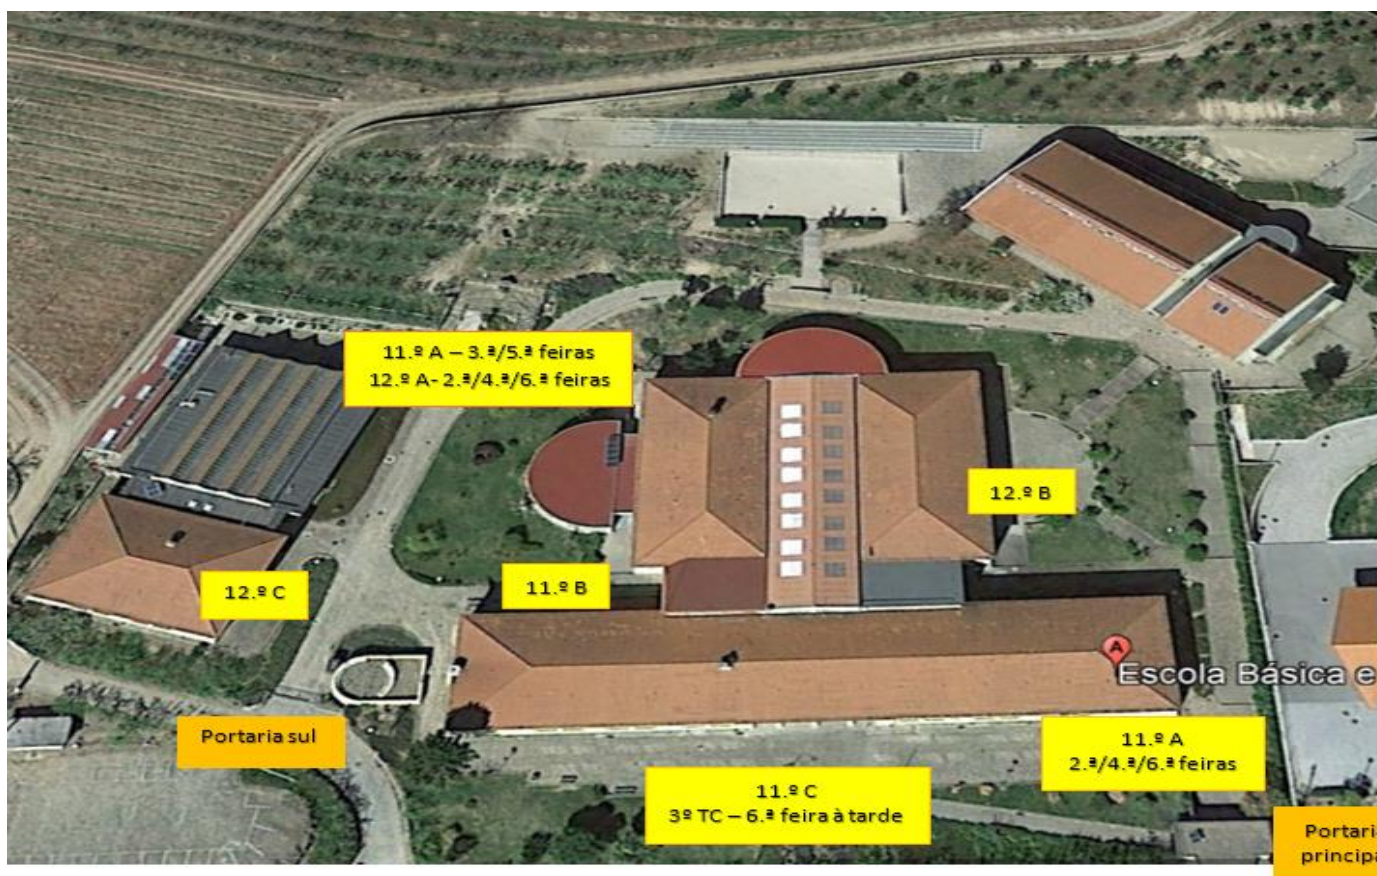 11.º A – 3.ª/5.ª feiras
12.º A- 2.ª/4.ª/6.ª feiras
12.º B
12.º C
11.º B
A
Escola Básica e
Portaria sul
11.º A
2.ª/4.ª/6.ª feiras
11.º C
3º TC – 6.ª feira à tarde
Portari
principa